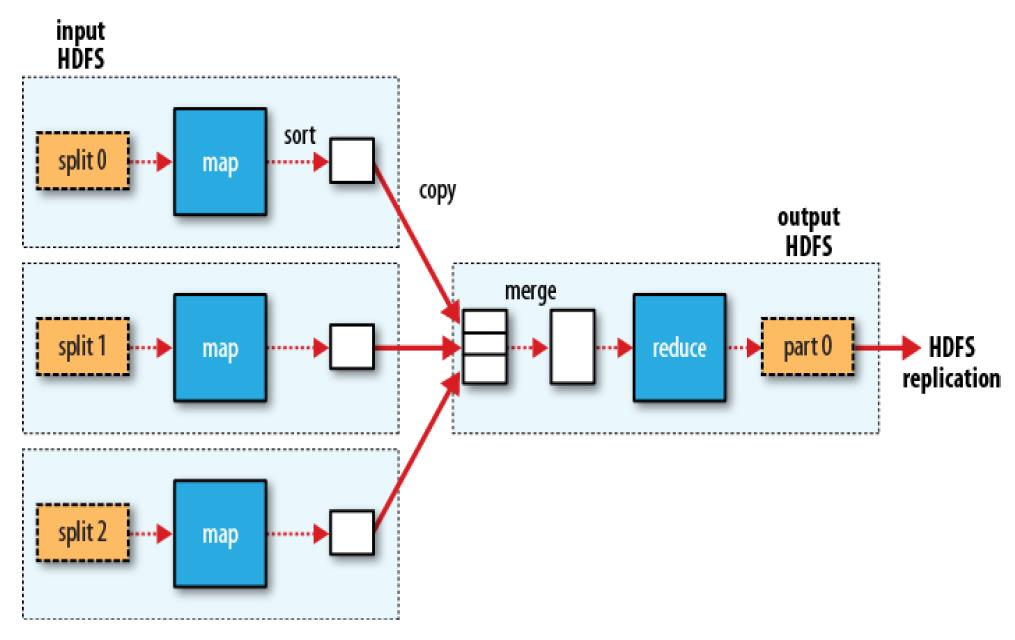 input
HDFS
split 0
map
sort
copy
split 1
map
merge
reduce
output
HDFS
part 0
HDFS
replication
split 2
map